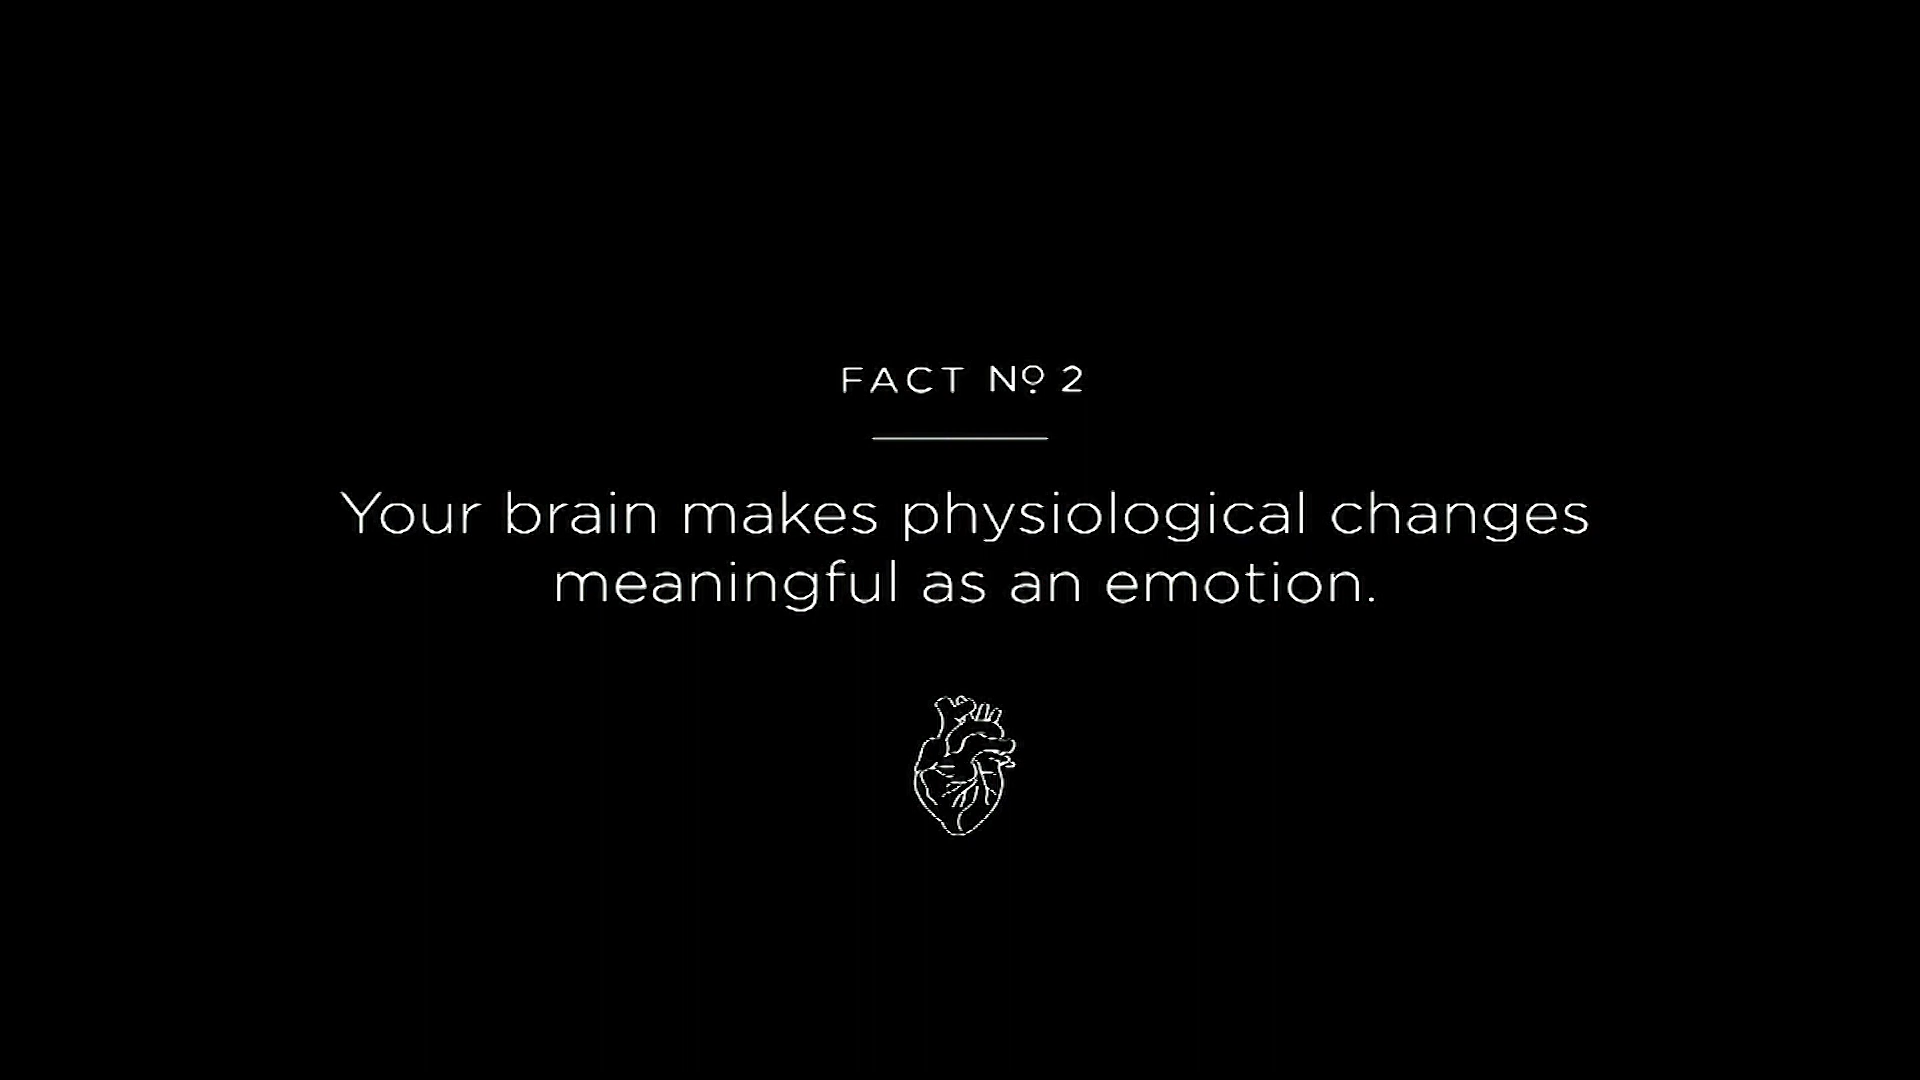 FACT Nº 2
Your brain makes physiological changes
meaningful as an emotion.